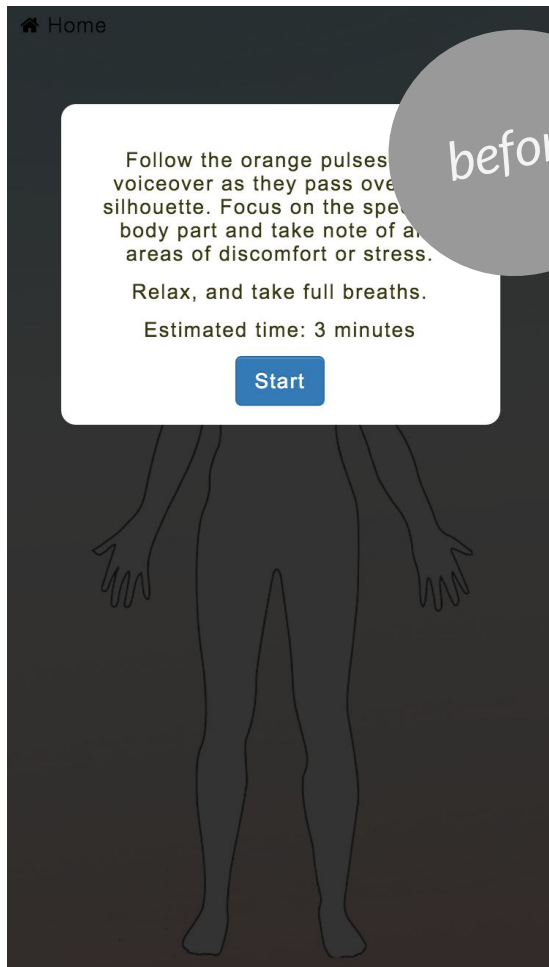 Home
befor
Follow the orange pulses
voiceover as they pass ove
silhouette. Focus on the spe
body part and take note of a
areas of discomfort or stress.
Relax, and take full breaths.
Estimated time: 3 minutes
Start